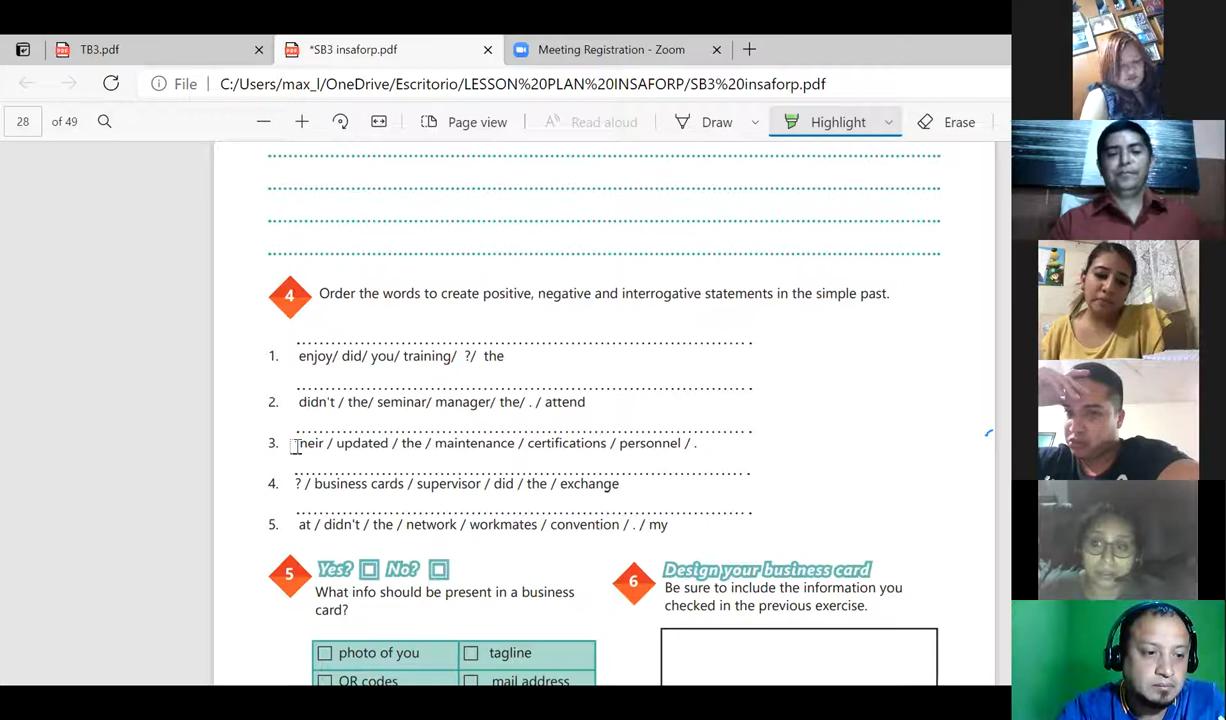 TB3.pdf
*SB3 insaforp.pdf
Meeting Registration - Zoom
File
C:/Users/max_l/OneDrive/Escritorio/LESSON%20PLAN%20INSAFORP/SB3%20insaforp.pdf
28 of 49
Page view
Read aloud
Draw
Highlight
Erase
4 Order the words to create positive, negative and interrogative statements in the simple past.
1. enjoy/ did/ you/ training/ ?/ the
2. didn't / the/ seminar/ manager/ the/ . / attend
3. their / updated / the / maintenance / certifications / personnel / .
4. ? / business cards / supervisor / did / the / exchange
5. at / didn't / the / network / workmates / convention / . / my
5 Yes? No?
What info should be present in a business
card?
photo of you
tagline
QR codes
mail address
6 Design your business card
Be sure to include the information you
checked in the previous exercise.